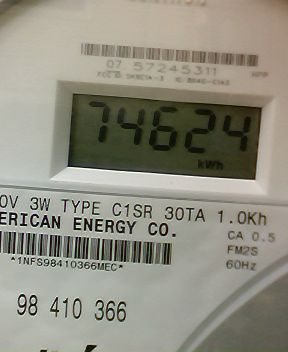 07 57245311
74624
kWh
0V 3W TYPE C1SR 30TA 1.0Kh
ERICAN ENERGY CO.
CA 0.5
FM2S
60Hz
*1NFS98410366MEC*
98 410 366